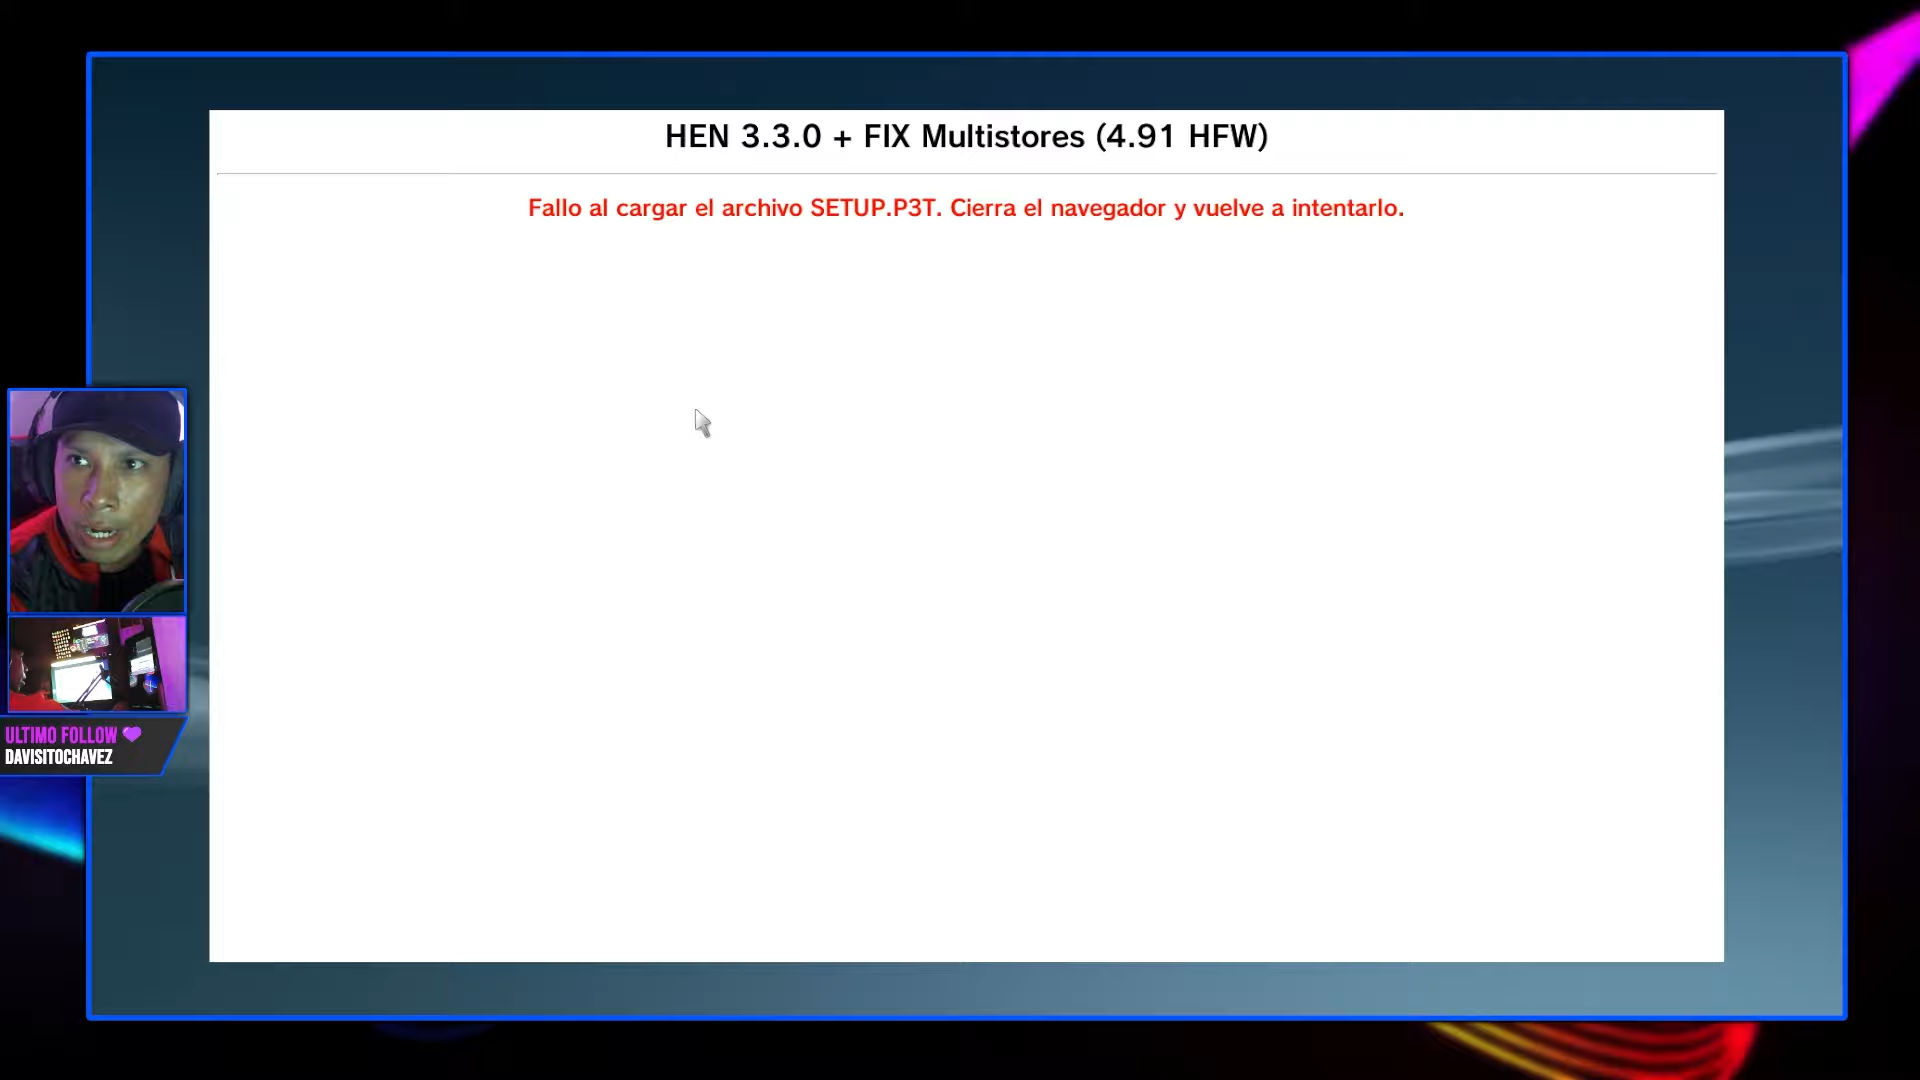 HEN 3.3.0 + FIX Multistores (4.91 HFW)
Fallo al cargar el archivo SETUP.P3T. Cierra el navegador y vuelve a intentarlo.
ULTIMO FOLLOW
DAVISITOCHAVEZ